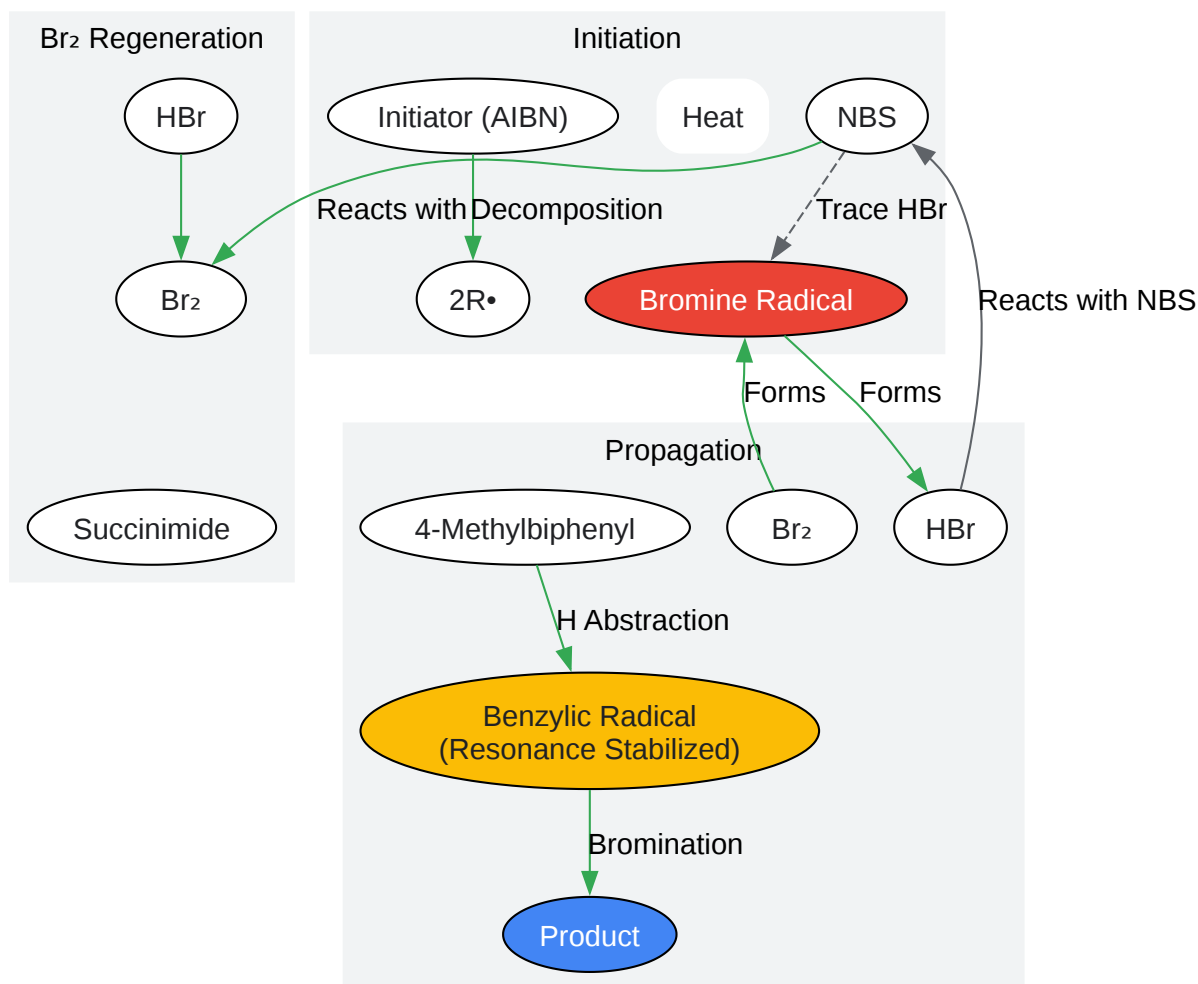 Br₂ Regeneration
Initiation
HBr
Initiator (AIBN)
Heat
NBS
Reacts with
Decomposition
Trace HBr
Br₂
2R•
Bromine Radical
Reacts with NBS
Forms
Forms
Propagation
Succinimide
4-Methylbiphenyl
Br₂
HBr
H Abstraction
Benzylic Radical
(Resonance Stabilized)
Bromination
Product